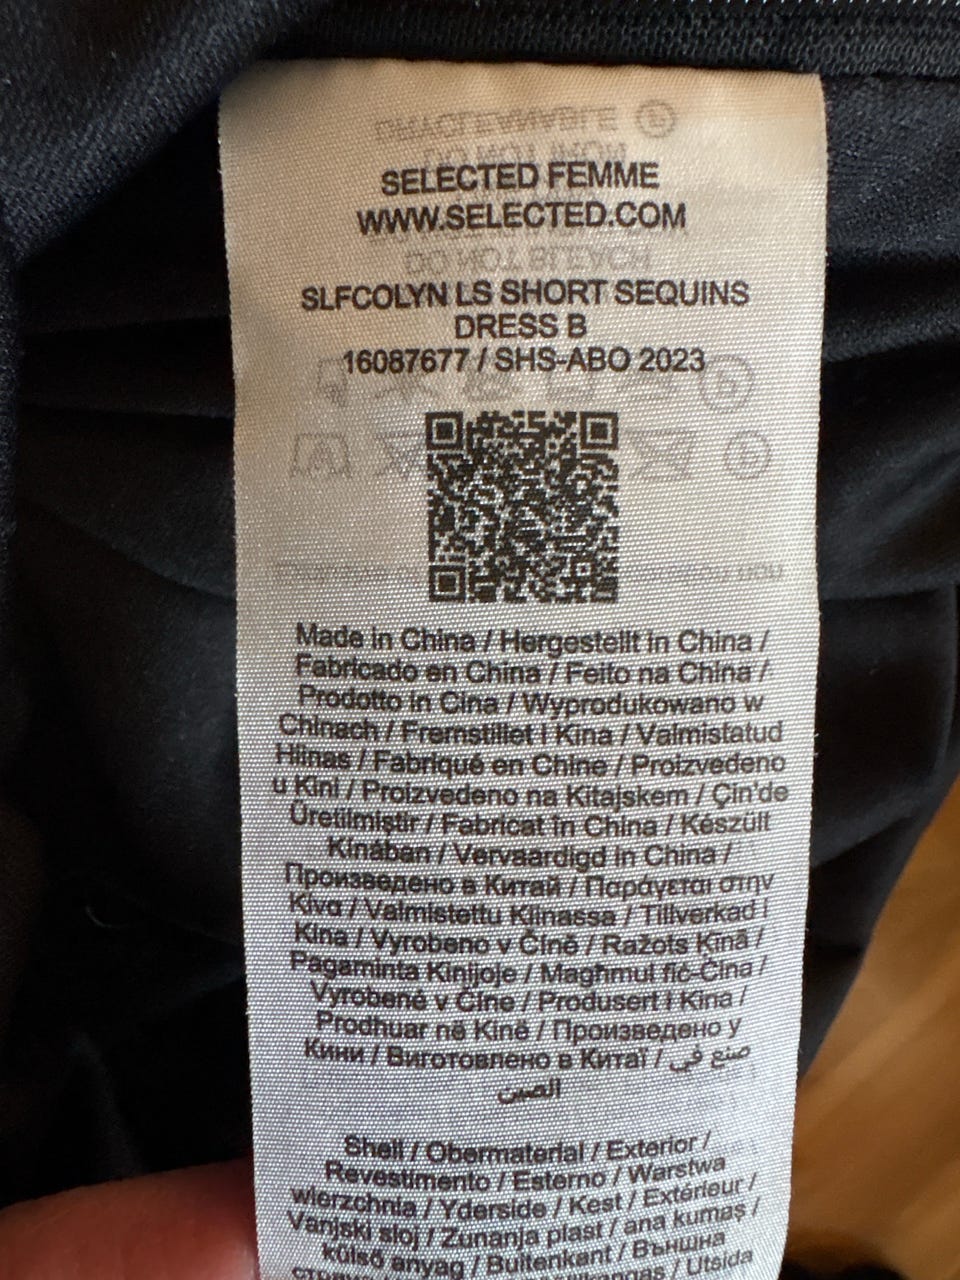 SELECTED FEMME
WWW.SELECTED.COM
DO NOT BLEACH
SLFCOLYN LS SHORT SEQUINS
DRESS B
16087677 / SHS-ABO 2023
Made in China / Hergestellt in China /
Fabricado en China / Feito na China /
Prodotto in Cina / Wyprodukowano w
Chinach / Fremstillet i Kina / Valmistatud
Hiinas / Fabriqué en Chine / Proizvedeno
u Kini / Proizvedeno na Kitajskem / Çin'de
Üretilmiştir / Fabricat în China / Készült
Kínában / Vervaardigd in China /
Произведено в Китай / Παράγεται στην
Κίνα / Valmistettu Kiinassa / Tillverkad i
Kina / Vyrobeno v Číně / Ražots Ķīnā /
Pagaminta Kinijoje / Magħmul fiċ-Ċina /
Vyrobené v Číne / Produsert i Kina /
Prodhuar në Kinë / Произведено у
Кини / Виготовлено в Китаї / صنع في
الصين
Shell / Obermaterial / Exterior /
Revestimento / Esterno / Warstwa
wierzchnia / Yderside / Kest / Extérieur /
Vanjski sloj / Zunanja plast / ana kumaş /
külső anyag / Buitenkant / Външна
/ Utsida